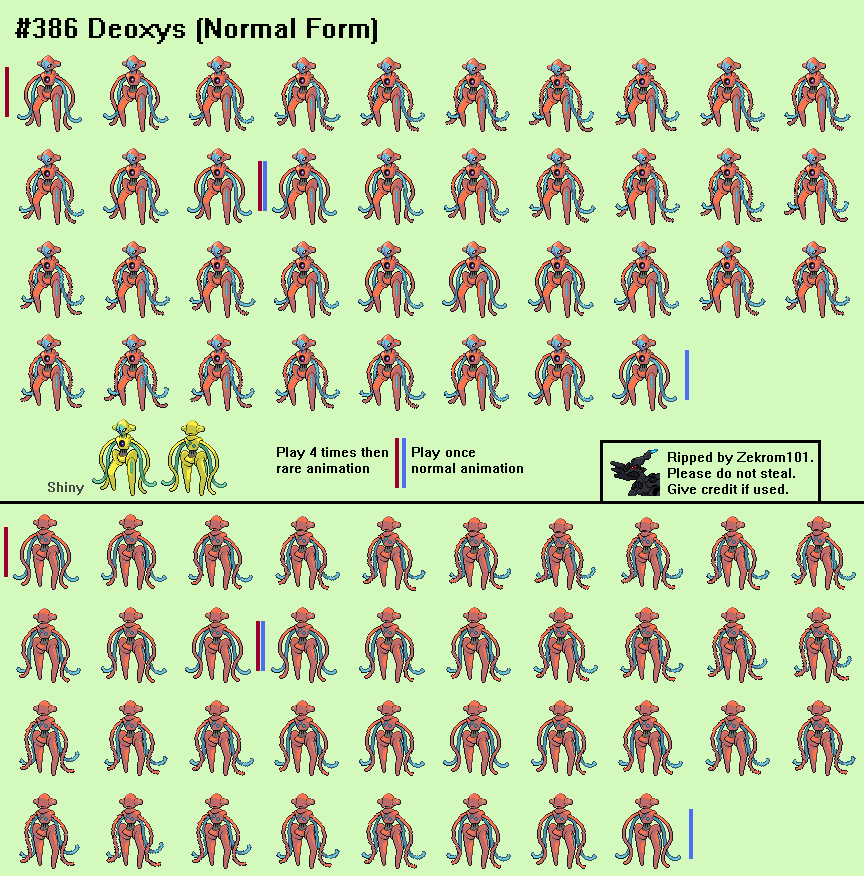 #386 Deoxys (Normal Form)
Play 4 times then
rare animation
Play once
normal animation
Shiny
Ripped by Zekrom101.
Please do not steal.
Give credit if used.